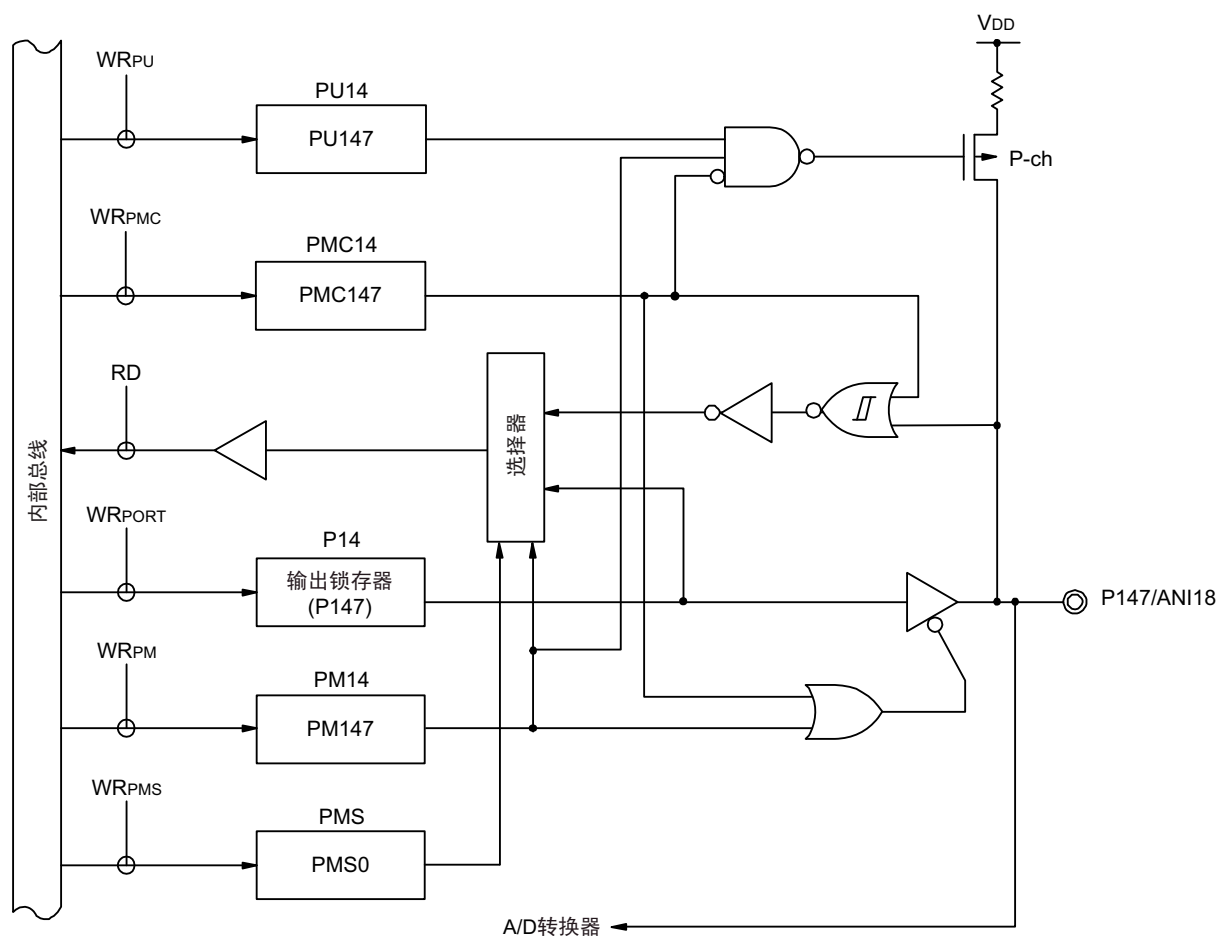 VDD
WRPU
PU14
PU147
P-ch
WRPMC
PMC14
PMC147
RD
选择器
内部总线
WRPORT
P14
输出锁存器
(P147)
P147/ANI18
WRPM
PM14
PM147
WRPMS
PMS
PMS0
A/D转换器